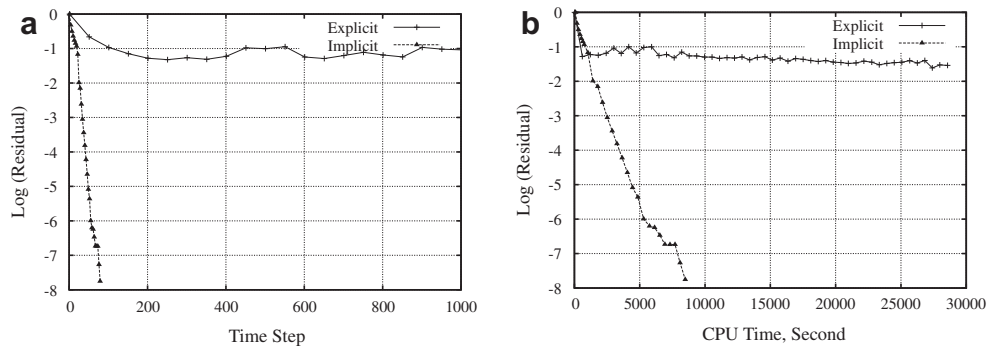 a
Explicit
Implicit
0
-1
-2
-3
-4
-5
-6
-7
-8
Log (Residual)
0 200 400 600 800 1000
Time Step
b
Explicit
Implicit
0
-1
-2
-3
-4
-5
-6
-7
-8
Log (Residual)
0 5000 10000 15000 20000 25000 30000
CPU Time, Second